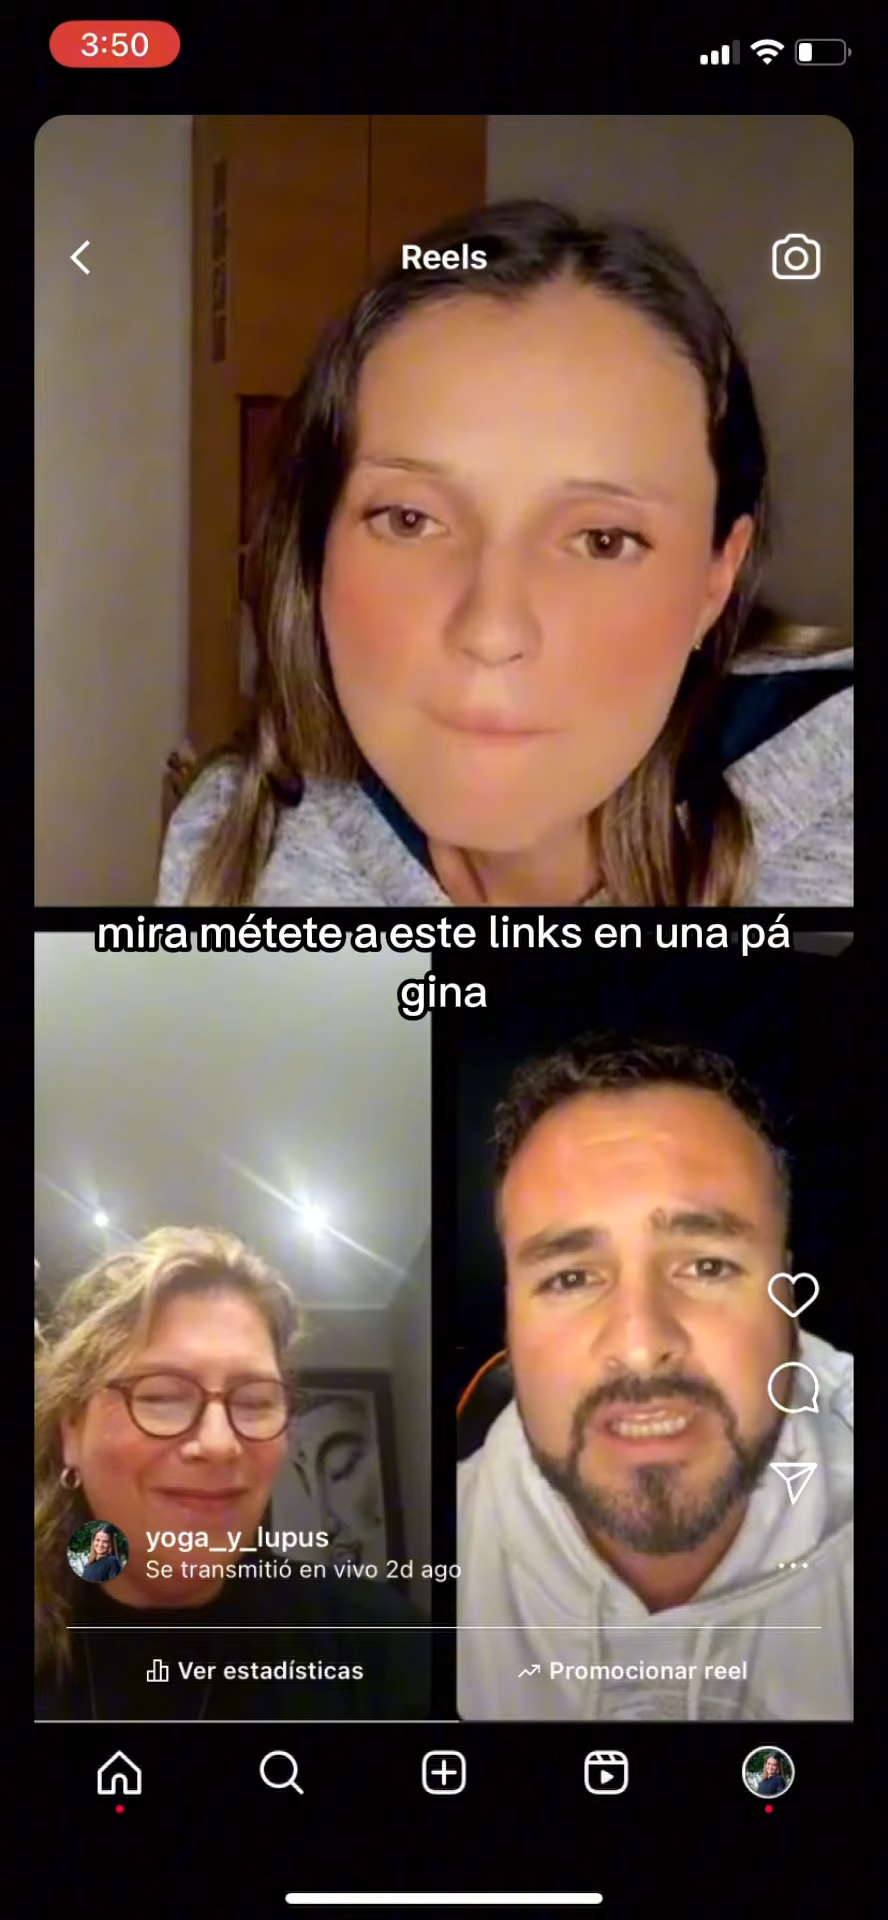 3:50
Reels
mira métete a este links en una pá
gina
yoga_y_lupus
Se transmitió en vivo 2d ago
Ver estadísticas
Promocionar reel